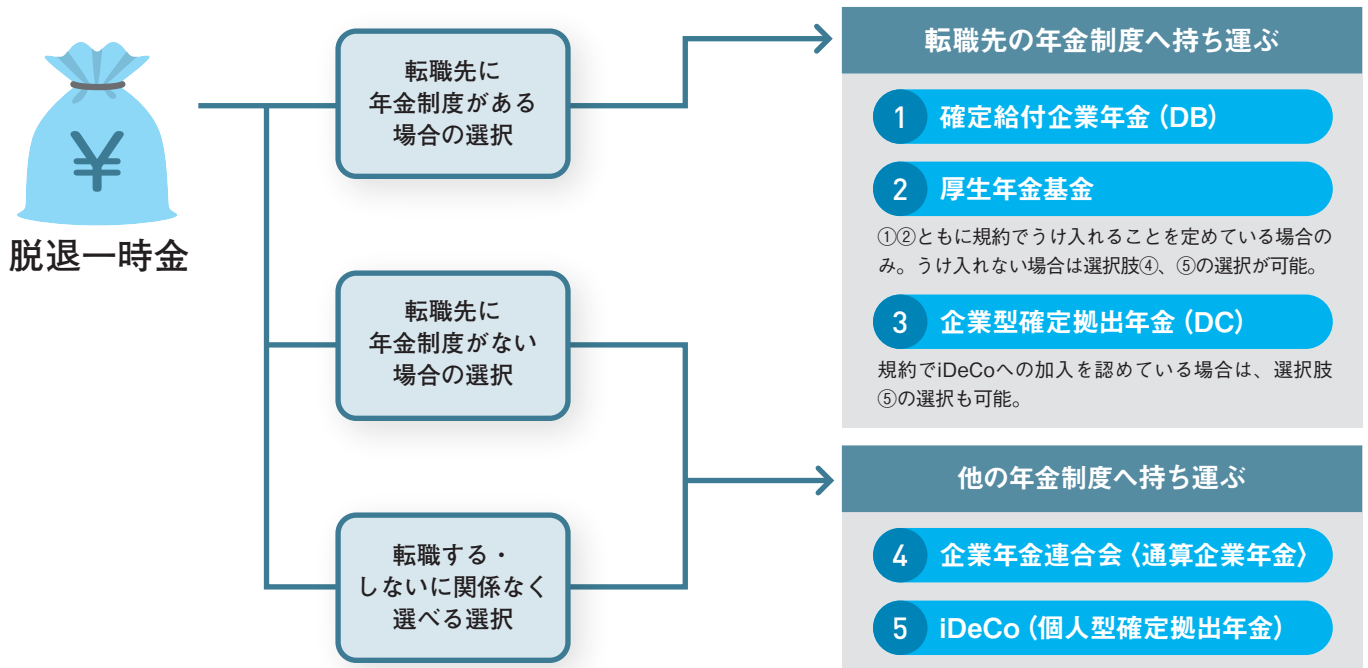 ¥
脱退一時金
転職先に
年金制度がある
場合の選択
転職先に
年金制度がない
場合の選択
転職する・
しないに関係なく
選べる選択
転職先の年金制度へ持ち運ぶ
1 確定給付企業年金（DB）
2 厚生年金基金
①②ともに規約でうけ入れることを定めている場合の
み。うけ入れない場合は選択肢④、⑤の選択が可能。
3 企業型確定拠出年金（DC）
規約でiDeCoへの加入を認めている場合は、選択肢
⑤の選択も可能。
他の年金制度へ持ち運ぶ
4 企業年金連合会〈通算企業年金〉
5 iDeCo（個人型確定拠出年金）